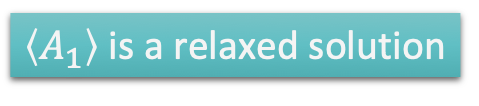 ⟨A₁⟩ is a relaxed solution